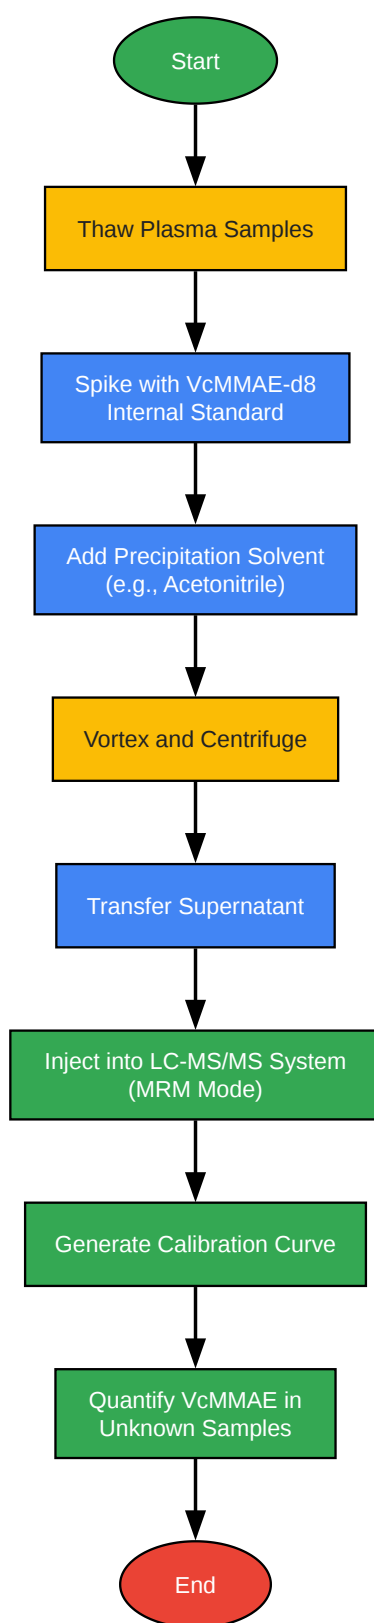 Start
Thaw Plasma Samples
Spike with VcMMAE-d8
Internal Standard
Add Precipitation Solvent
(e.g., Acetonitrile)
Vortex and Centrifuge
Transfer Supernatant
Inject into LC-MS/MS System
(MRM Mode)
Generate Calibration Curve
Quantify VcMMAE in
Unknown Samples
End